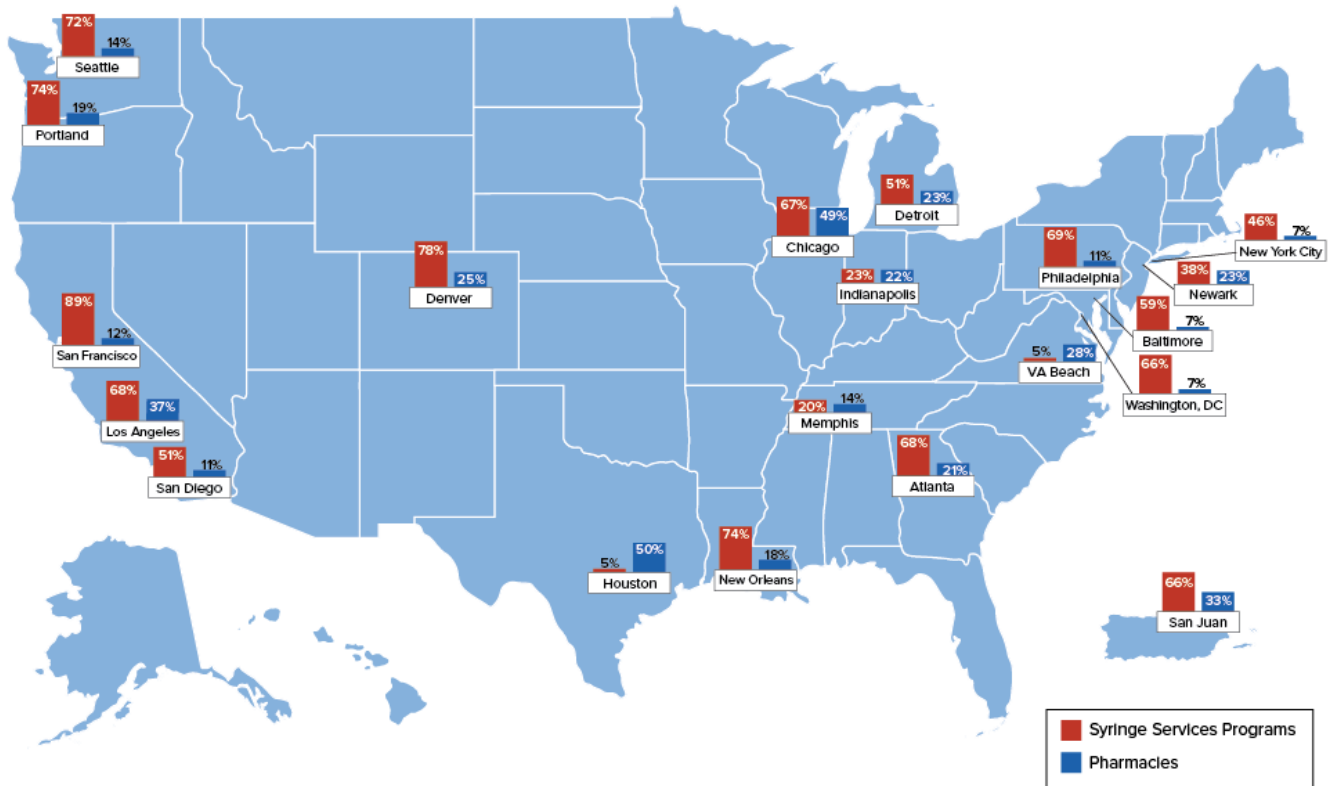 72%
14%
Seattle
74%
19%
Portland
51%
23%
Detroit
67%
49%
Chicago
46%
7%
New York City
69%
11%
Philadelphia
38%
23%
Newark
78%
25%
Denver
23%
22%
Indianapolis
59%
7%
Baltimore
89%
12%
San Francisco
5%
28%
VA Beach
66%
7%
Washington, DC
68%
37%
Los Angeles
20%
14%
Memphis
51%
11%
San Diego
68%
21%
Atlanta
5%
50%
Houston
74%
18%
New Orleans
66%
33%
San Juan
Syringe Services Programs
Pharmacies